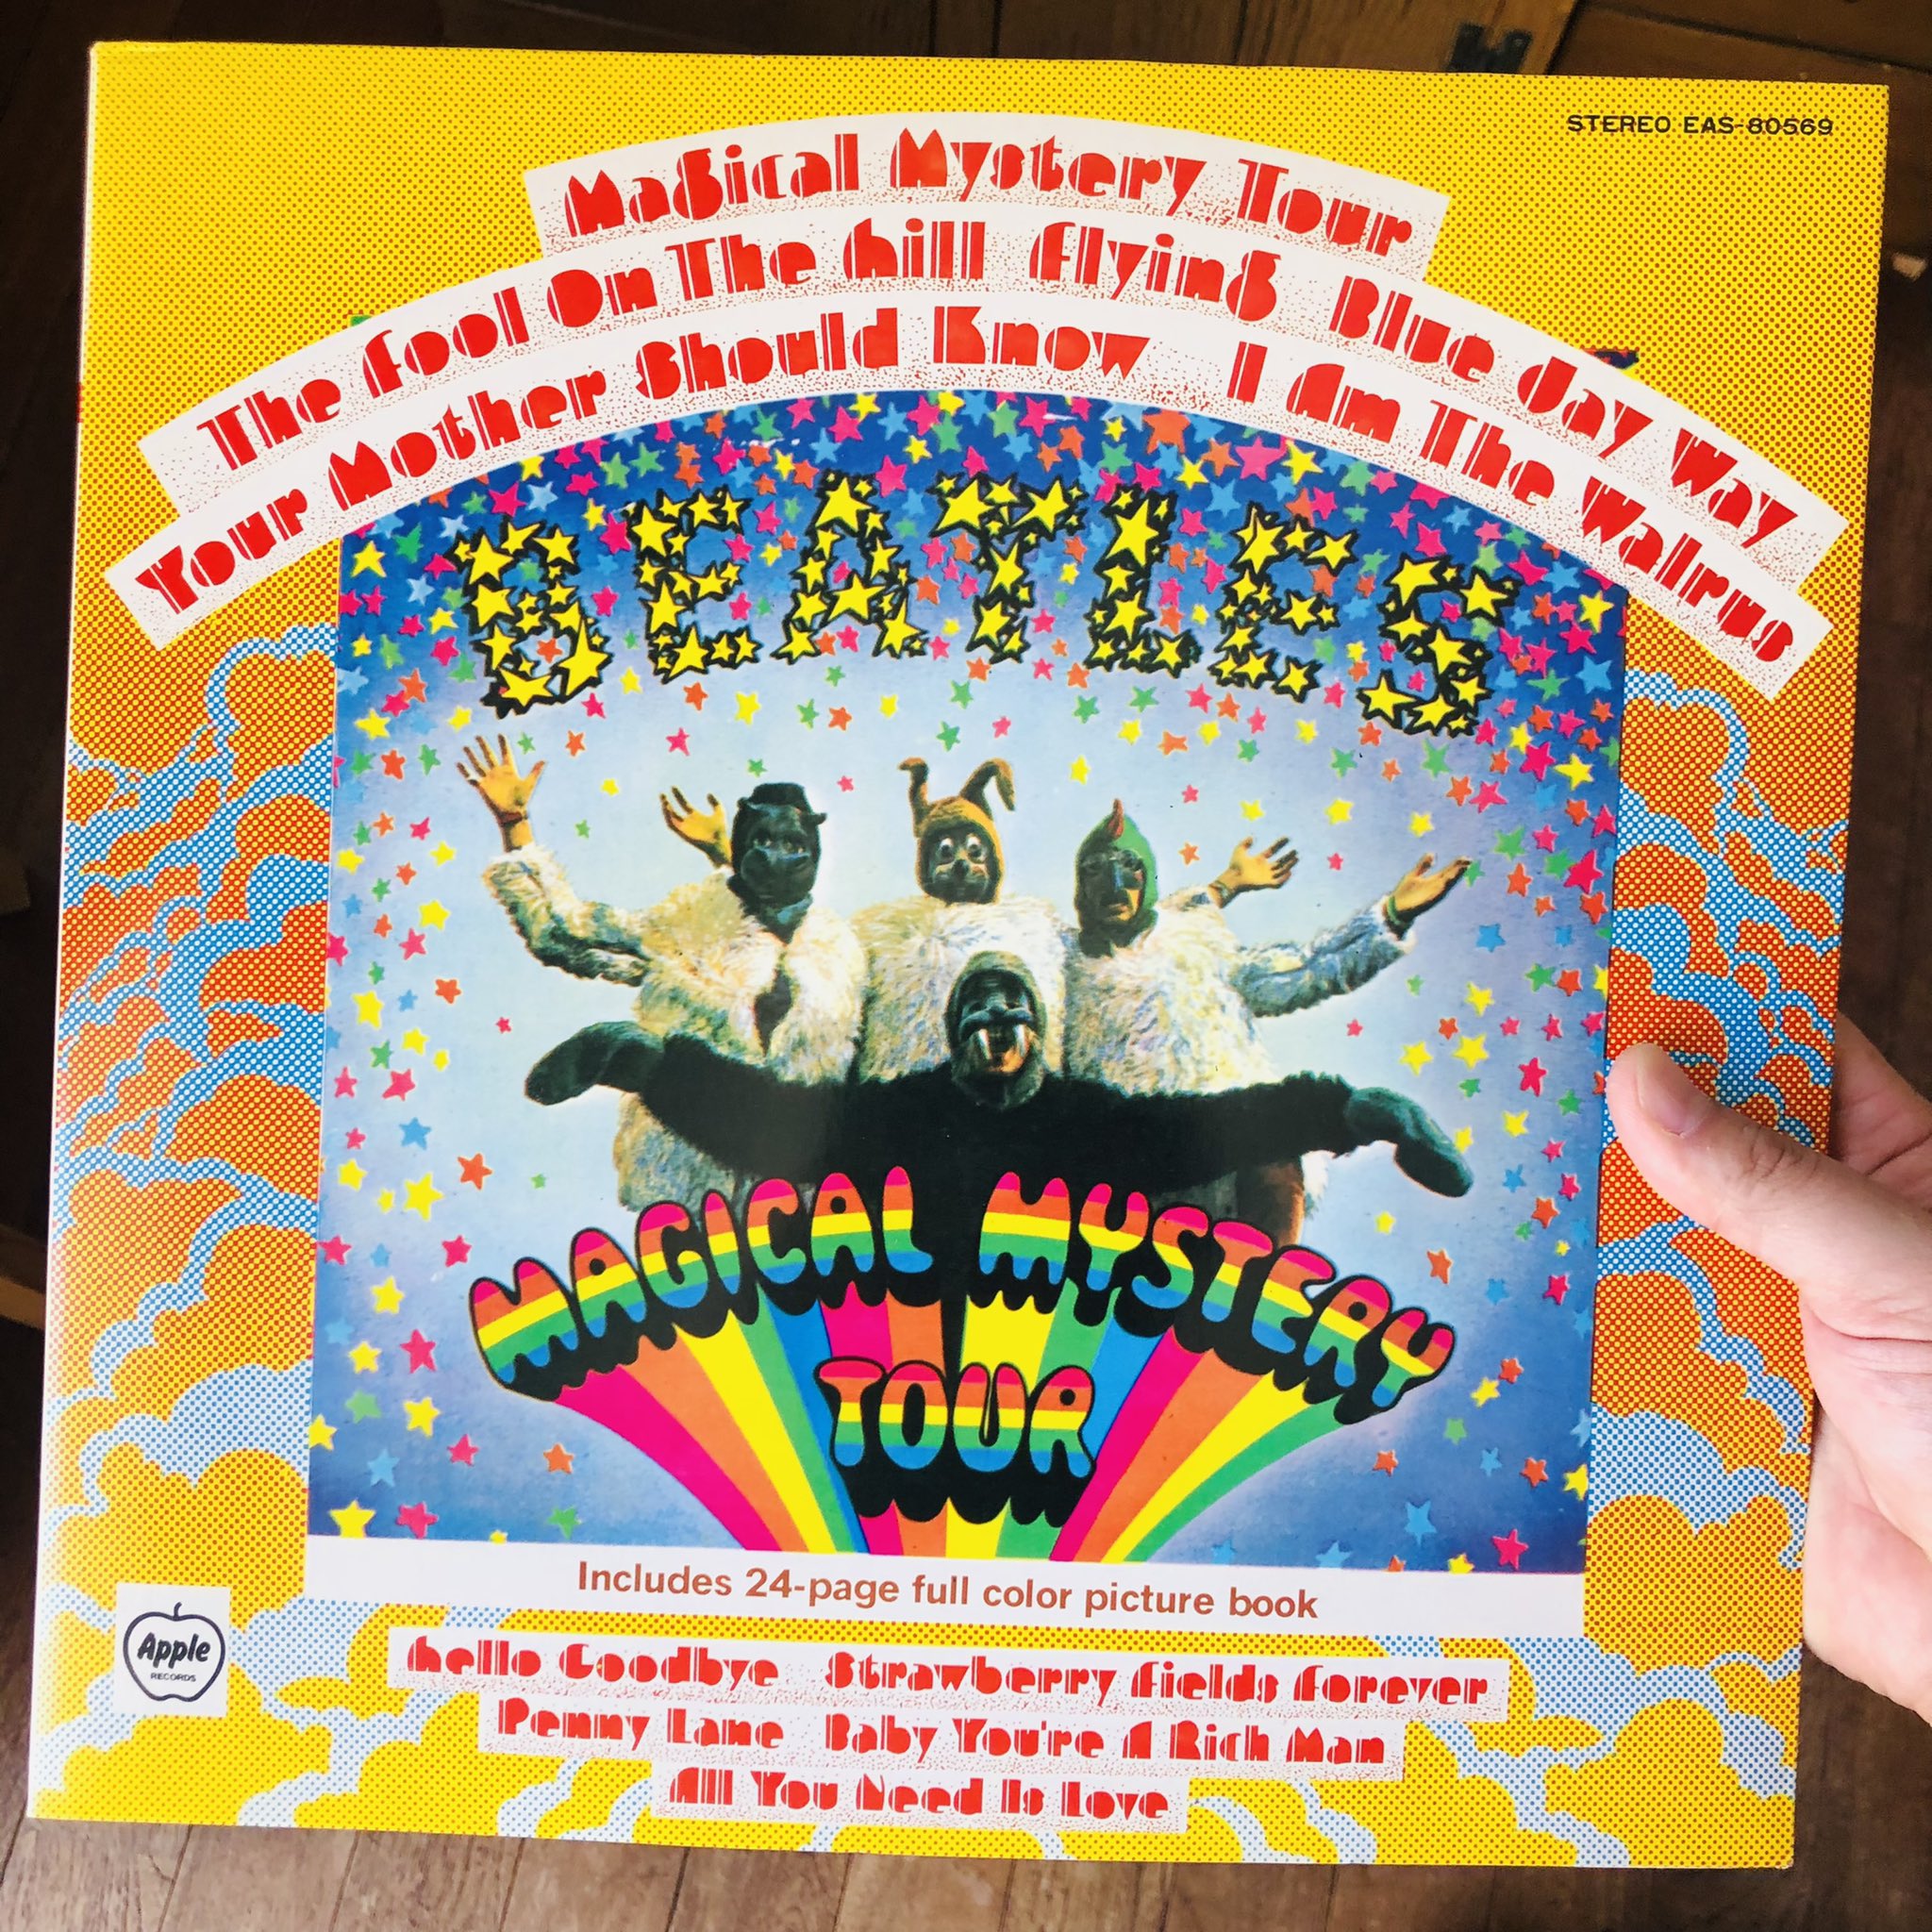 STEREO EAS-80569
Magical Mystery Tour
The Fool On The Hill Flying Blue Jay Way
Your Mother Should Know I Am The Walrus
BEATLES
MAGICAL MYSTERY
TOUR
Includes 24-page full color picture book
Apple
RECORDS
Hello Goodbye Strawberry Fields Forever
Penny Lane Baby You're A Rich Man
All You Need Is Love